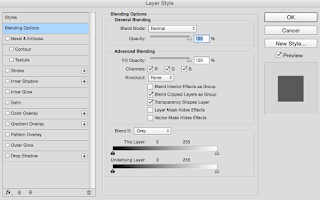 Layer Style
Styles
Blending Options
Bevel & Emboss
Contour
Texture
Stroke
Inner Shadow
Inner Glow
Satin
Color Overlay
Gradient Overlay
Pattern Overlay
Outer Glow
Drop Shadow
fx
Blending Options
General Blending
Blend Mode: Normal
Opacity: 100 %
Advanced Blending
Fill Opacity: 100 %
Channels: R G B
Knockout: None
Blend Interior Effects as Group
Blend Clipped Layers as Group
Transparency Shapes Layer
Layer Mask Hides Effects
Vector Mask Hides Effects
Blend If: Gray
This Layer: 0 255
Underlying Layer: 0 255
OK
Cancel
New Style...
Preview